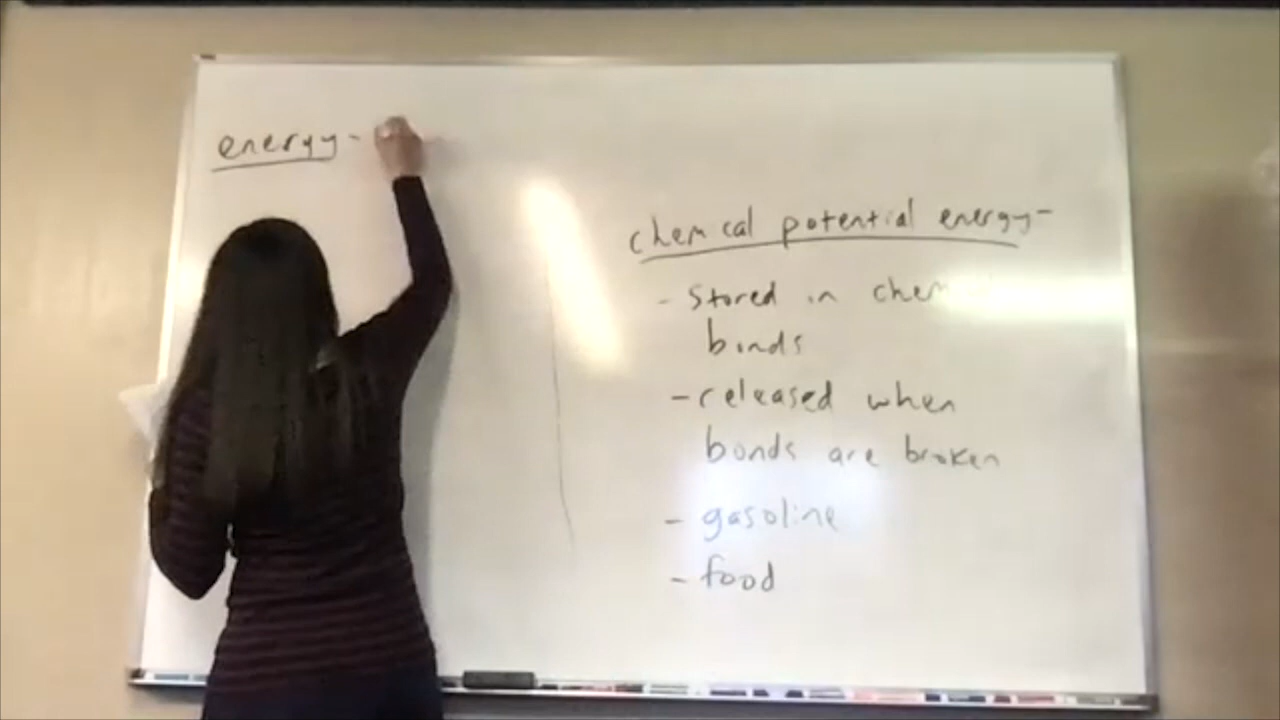 energy -
chemical potential energy -
- stored in chem
bonds
- released when
bonds are broken
- gasoline
- food